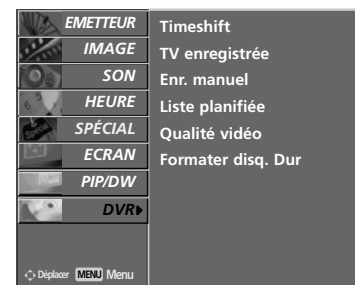 EMETTEUR
IMAGE
SON
HEURE
SPÉCIAL
ECRAN
PIP/DW
DVR
Déplacer MENU Menu
Timeshift
TV enregistrée
Enr. manuel
Liste planifiée
Qualité vidéo
Formater disq. Dur